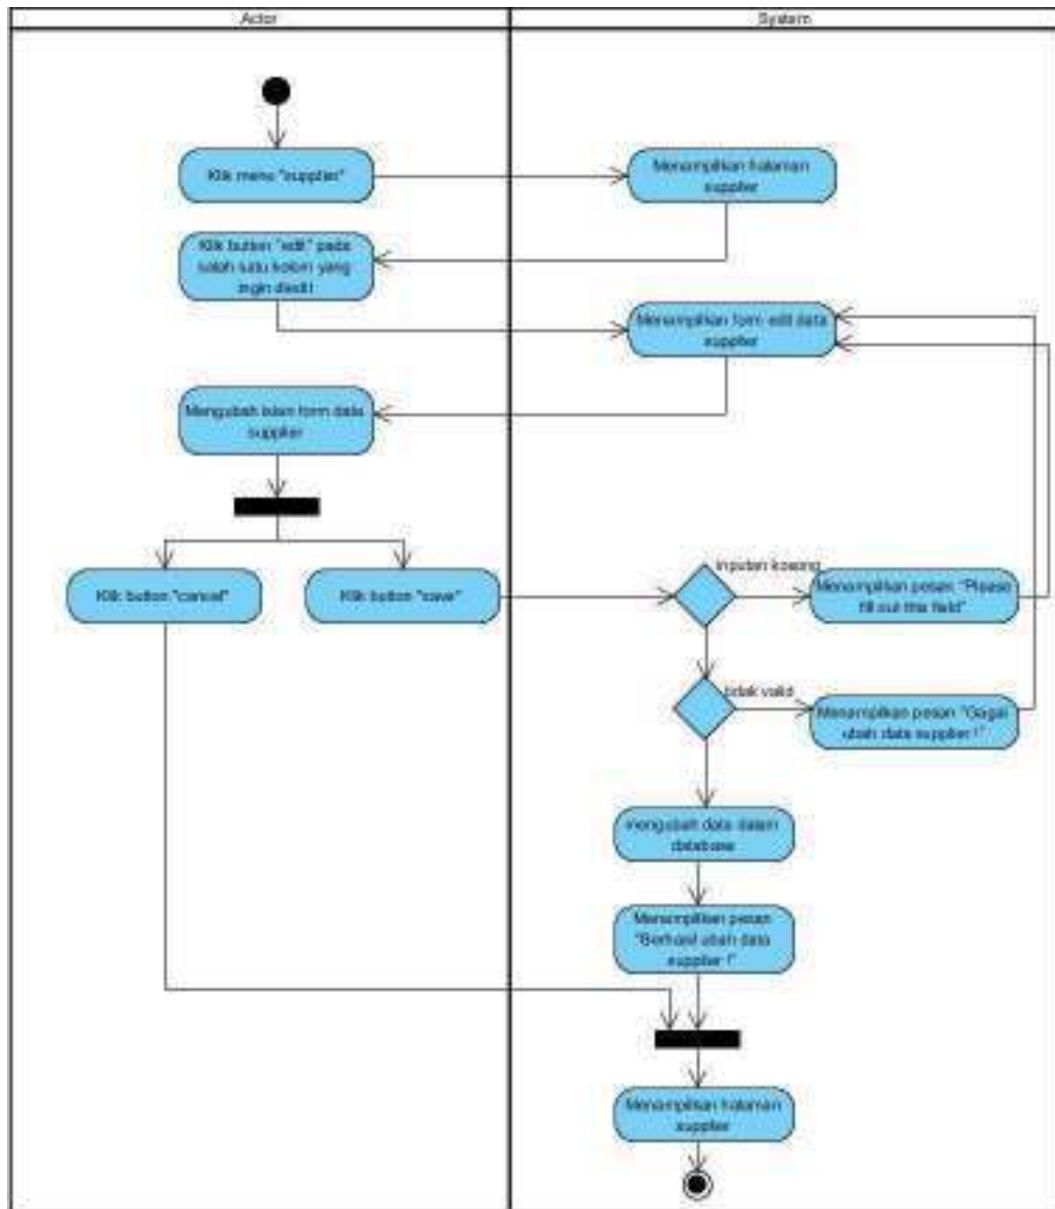 Actor
System
Klik menu "supplier"
Menampilkan halaman
supplier
Klik button "edit" pada
salah satu kolom yang
ingin diedit
Menampilkan form edit data
supplier
Mengubah isian form data
supplier
Klik button "cancel"
Klik button "save"
inputan kosong
Menampilkan pesan "Please
fill out this field"
tidak valid
Menampilkan pesan "Gagal
ubah data supplier !"
mengubah data dalam
database
Menampilkan pesan
"Berhasil ubah data
supplier !"
Menampilkan halaman
supplier